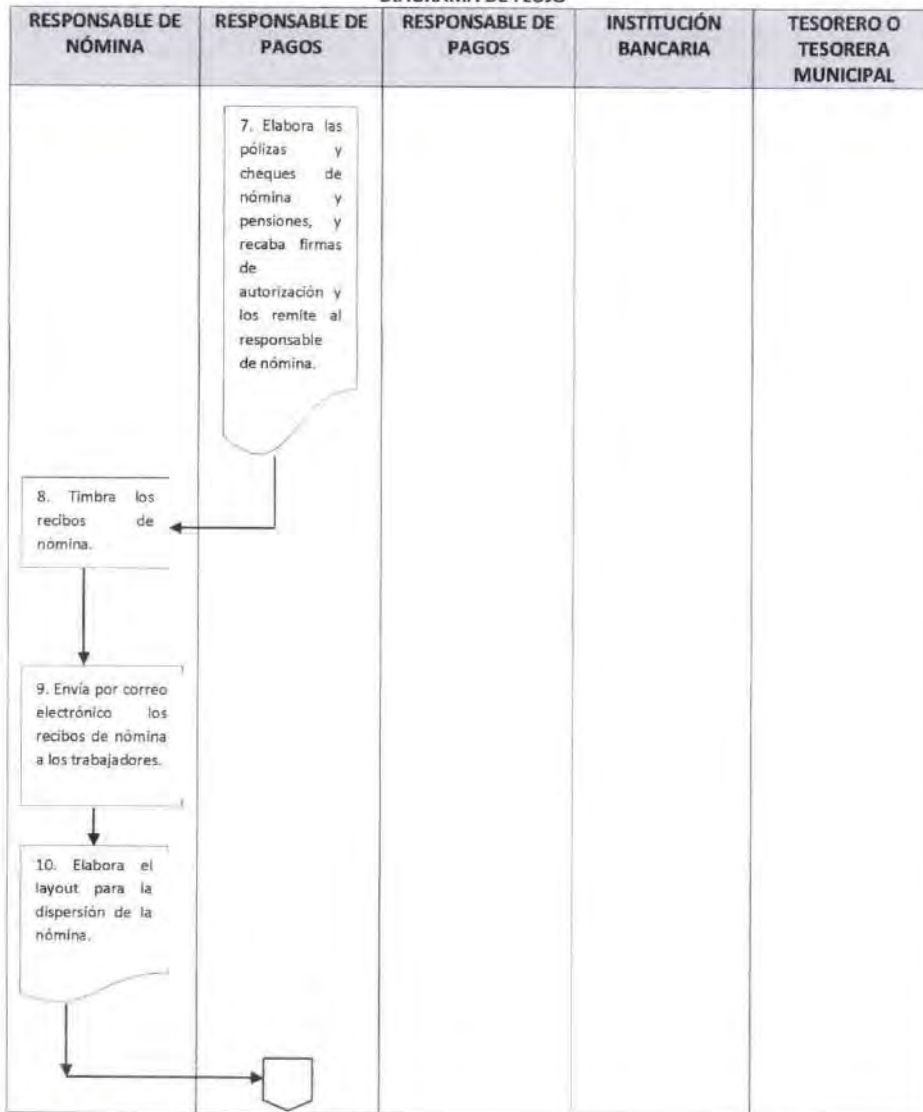 DIAGRAMA DE FLUJO
RESPONSABLE DE
NÓMINA
RESPONSABLE DE
PAGOS
RESPONSABLE DE
PAGOS
INSTITUCIÓN
BANCARIA
TESORERO O
TESORERA
MUNICIPAL
7. Elabora las
pólizas y
cheques de
nómina y
pensiones, y
recaba firmas
de
autorización y
los remite al
responsable
de nómina.
8. Timbra los
recibos de
nómina.
9. Envía por correo
electrónico los
recibos de nómina
a los trabajadores.
10. Elabora el
layout para la
dispersión de la
nómina.